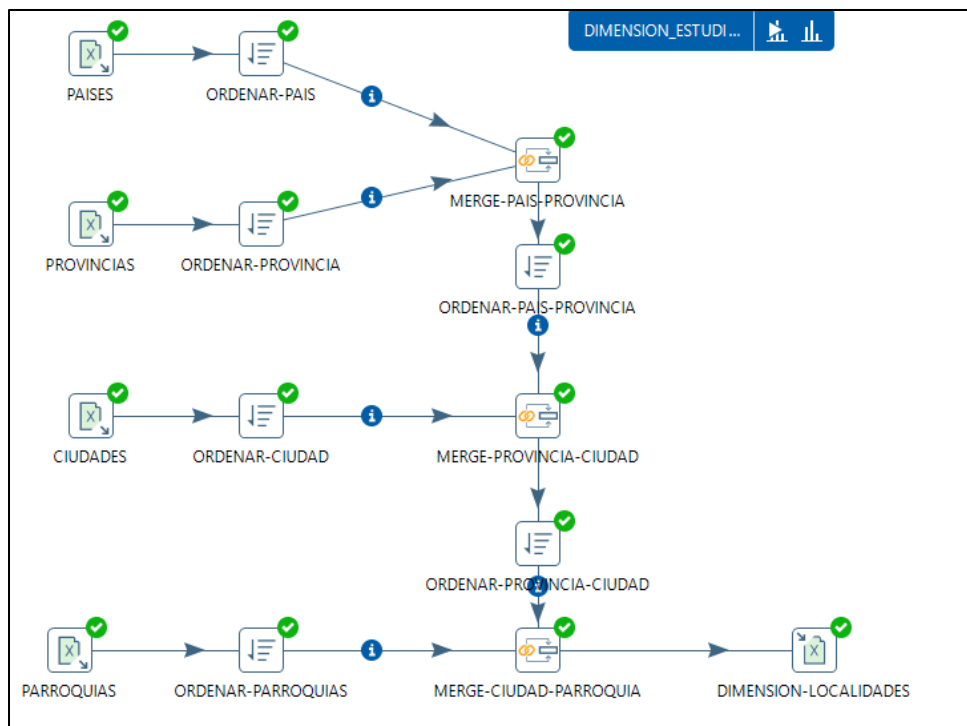 DIMENSION_ESTUDI ...
PAISES
ORDENAR-PAIS
MERGE-PAIS-PROVINCIA
PROVINCIAS
ORDENAR-PROVINCIA
ORDENAR-PAIS-PROVINCIA
CIUDADES
ORDENAR-CIUDAD
MERGE-PROVINCIA-CIUDAD
ORDENAR-PROVINCIA-CIUDAD
PARROQUIAS
ORDENAR-PARROQUIAS
MERGE-CIUDAD-PARROQUIA
DIMENSION-LOCALIDADES